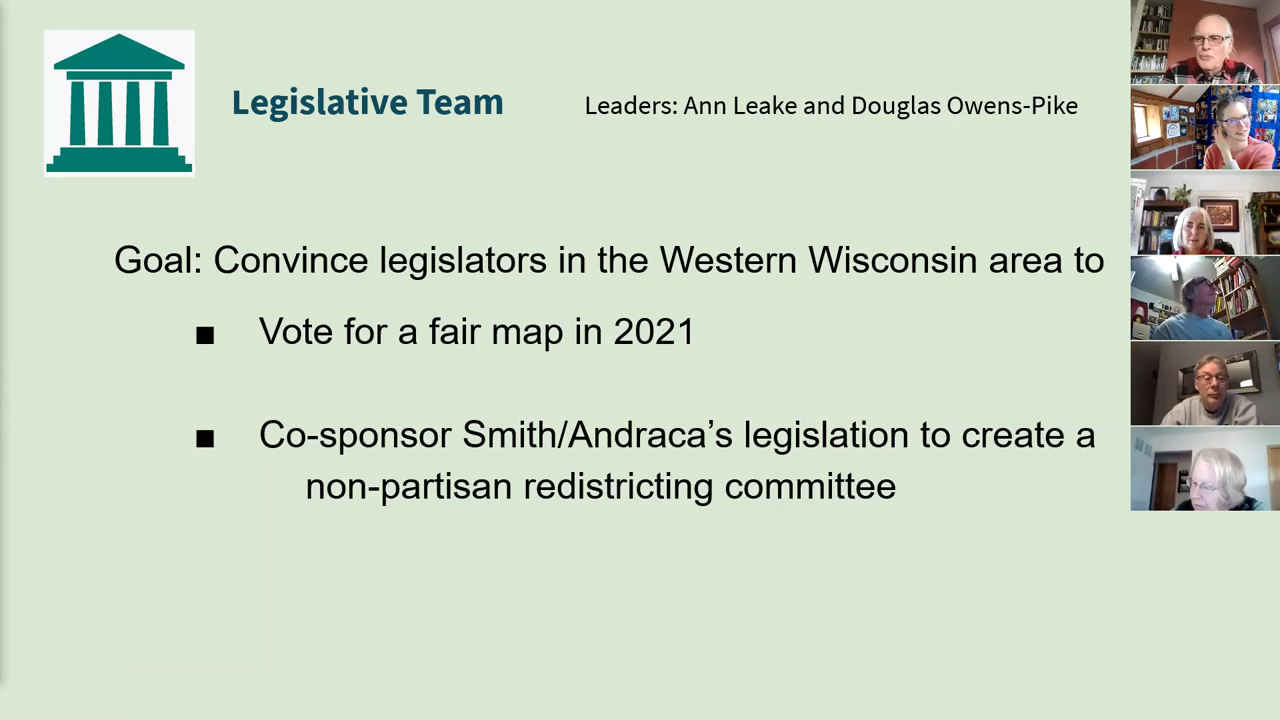 Legislative Team
Leaders: Ann Leake and Douglas Owens-Pike
Goal: Convince legislators in the Western Wisconsin area to
■ Vote for a fair map in 2021
■ Co-sponsor Smith/Andraca’s legislation to create a
non-partisan redistricting committee